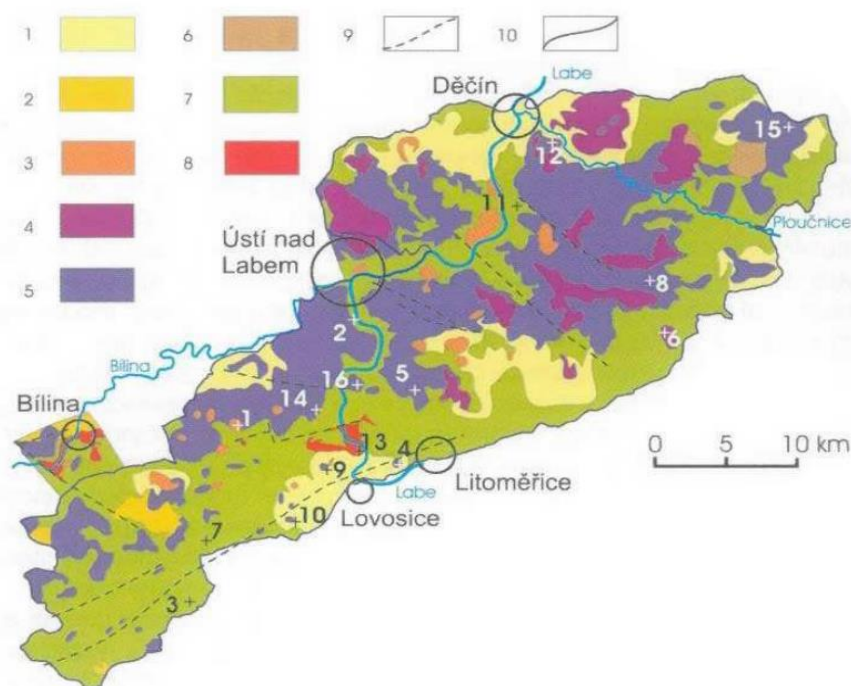 1 6 9 10
2 7
3 8
4
5
Děčín
Labe
15
12
11
Ploučnice
Ústí nad
Labem
8
6
2
Bílina
16
5
14
1
Bílina
13
4
9
0 5 10 km
Litoměřice
Labe
Lovosice
10
7
3